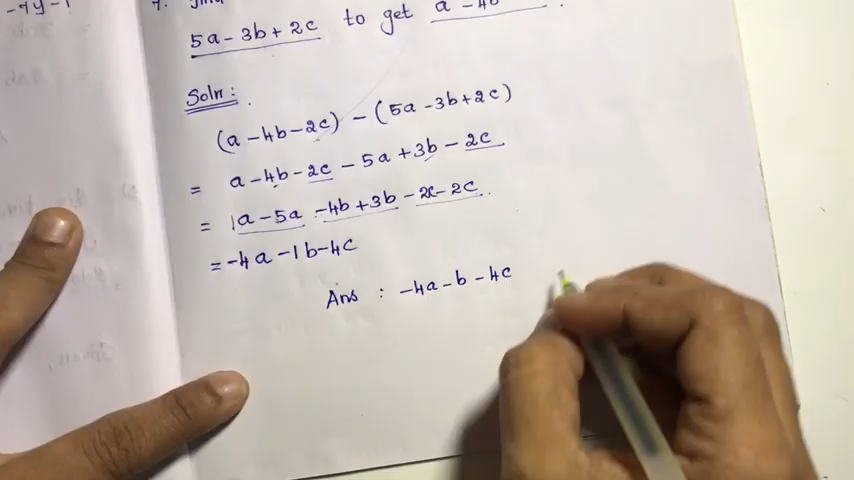 5a - 3b + 2c to get a - 4b
Soln :
(a - 4b - 2c) - (5a - 3b + 2c)
= a - 4b - 2c - 5a + 3b - 2c
= 1a - 5a - 4b + 3b - 2c - 2c
= -4a - 1b - 4c
Ans : -4a - b - 4c